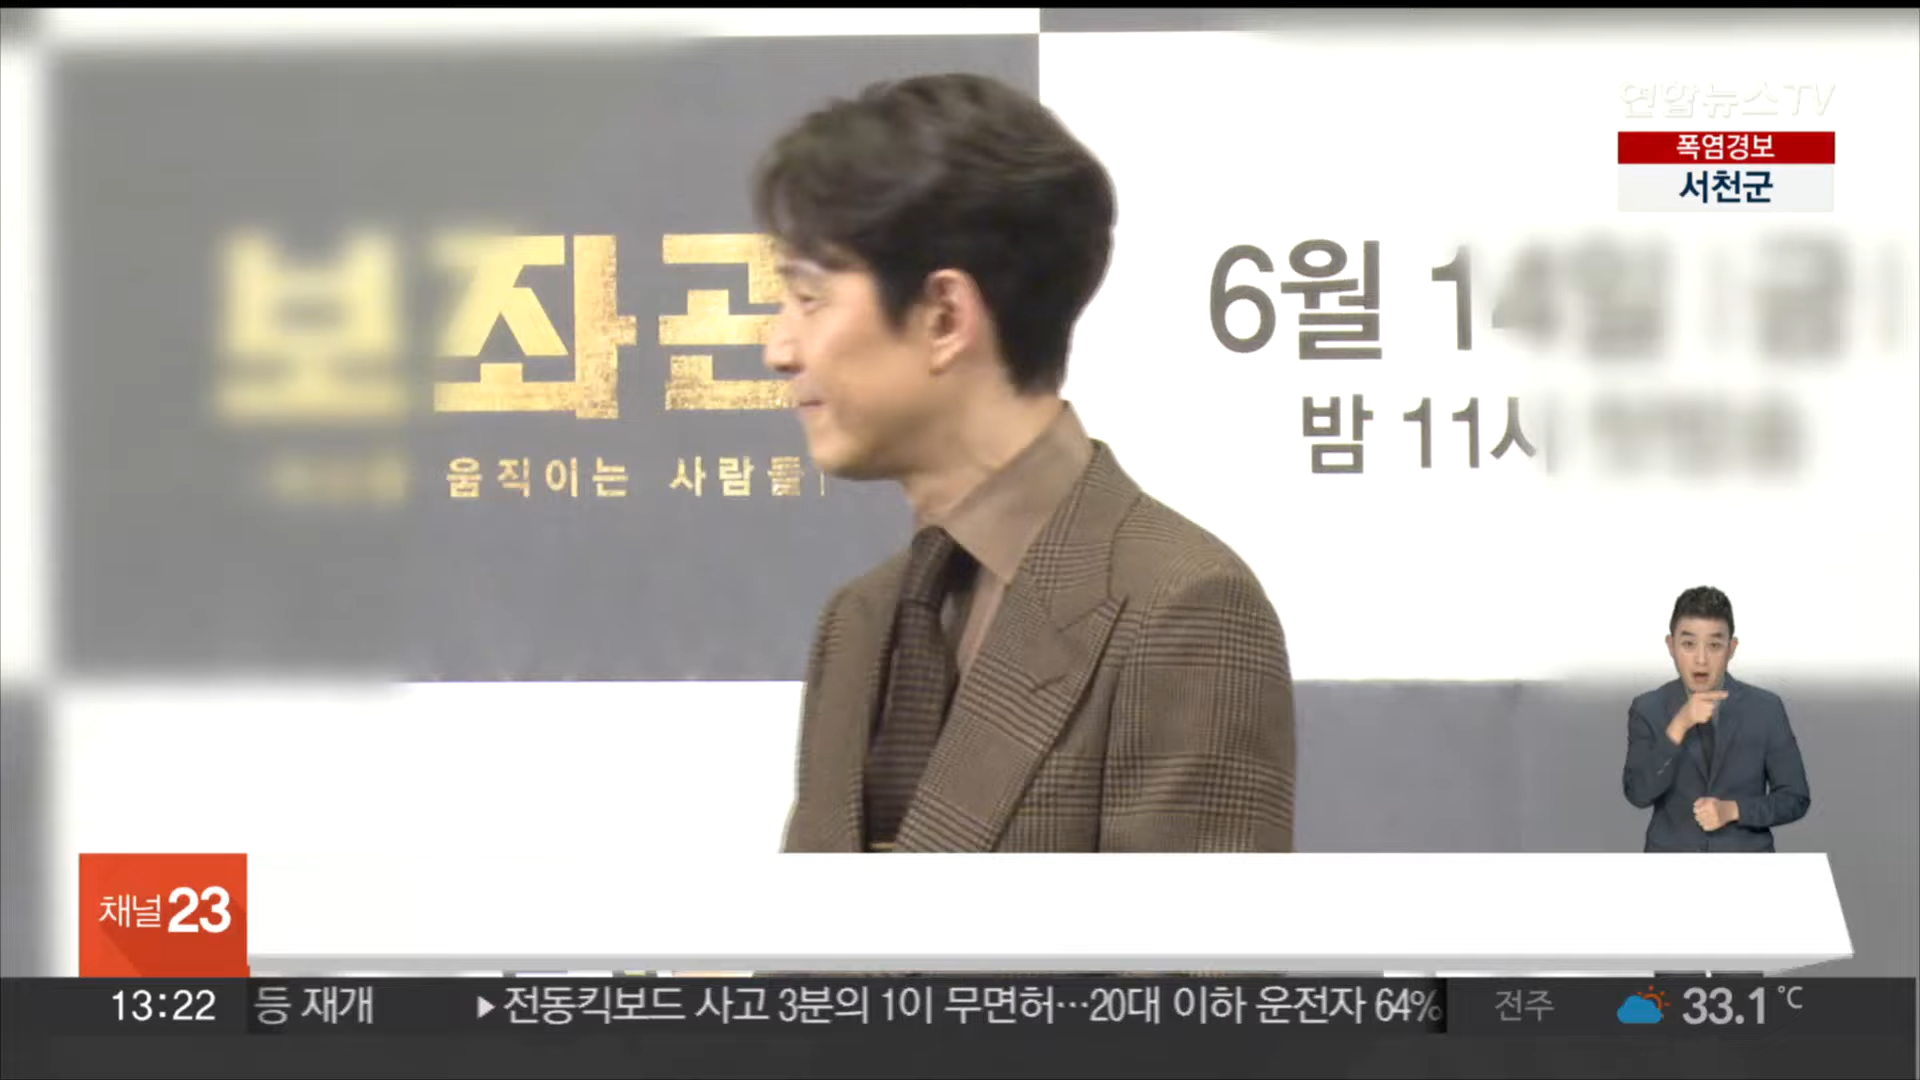 연합뉴스TV
폭염경보
서천군
보좌관
움직이는 사람들
6월 14일 (금)
밤 11시
채널23
13:22 등 재개 ▶전동킥보드 사고 3분의 1이 무면허…20대 이하 운전자 64% 전주 33.1℃